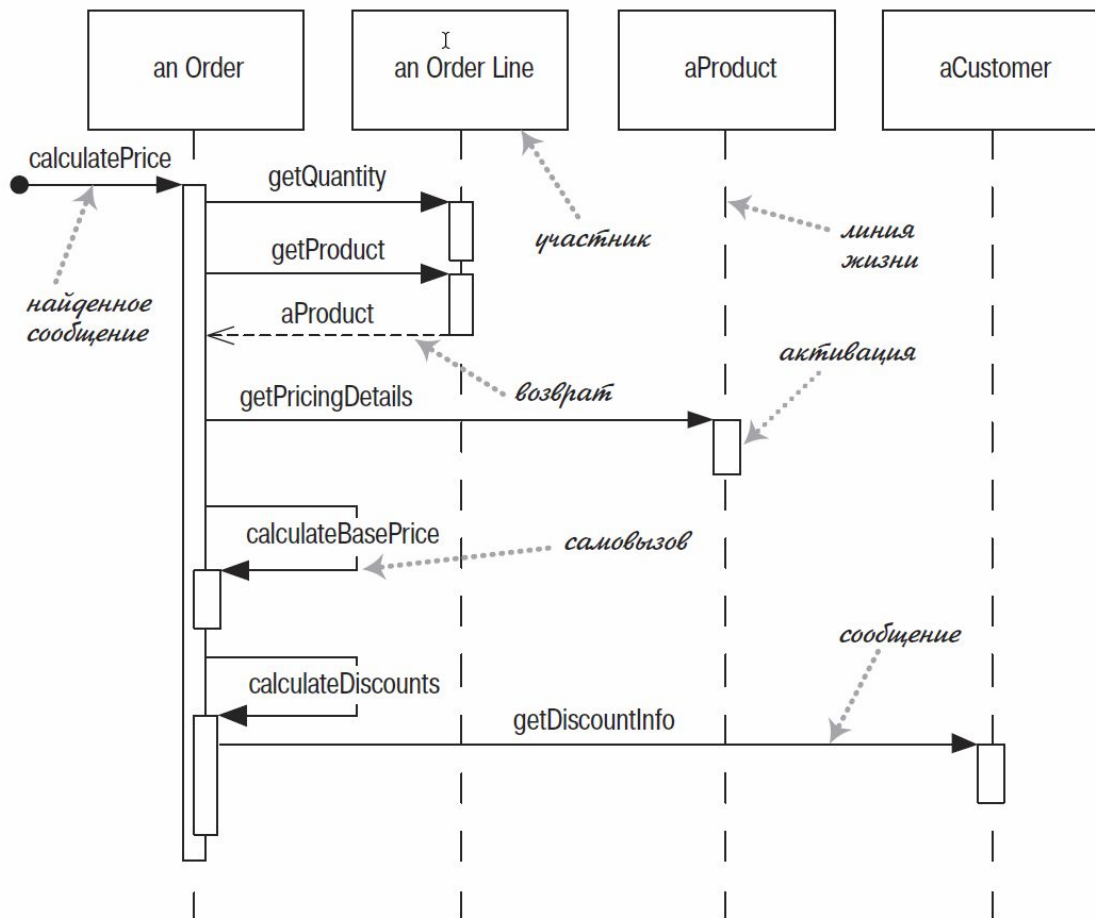 an Order
an Order Line
aProduct
aCustomer
calculatePrice
getQuantity
участник
линия
жизни
getProduct
найденное
сообщение
aProduct
активация
возврат
getPricingDetails
calculateBasePrice
самовызов
сообщение
calculateDiscounts
getDiscountInfo